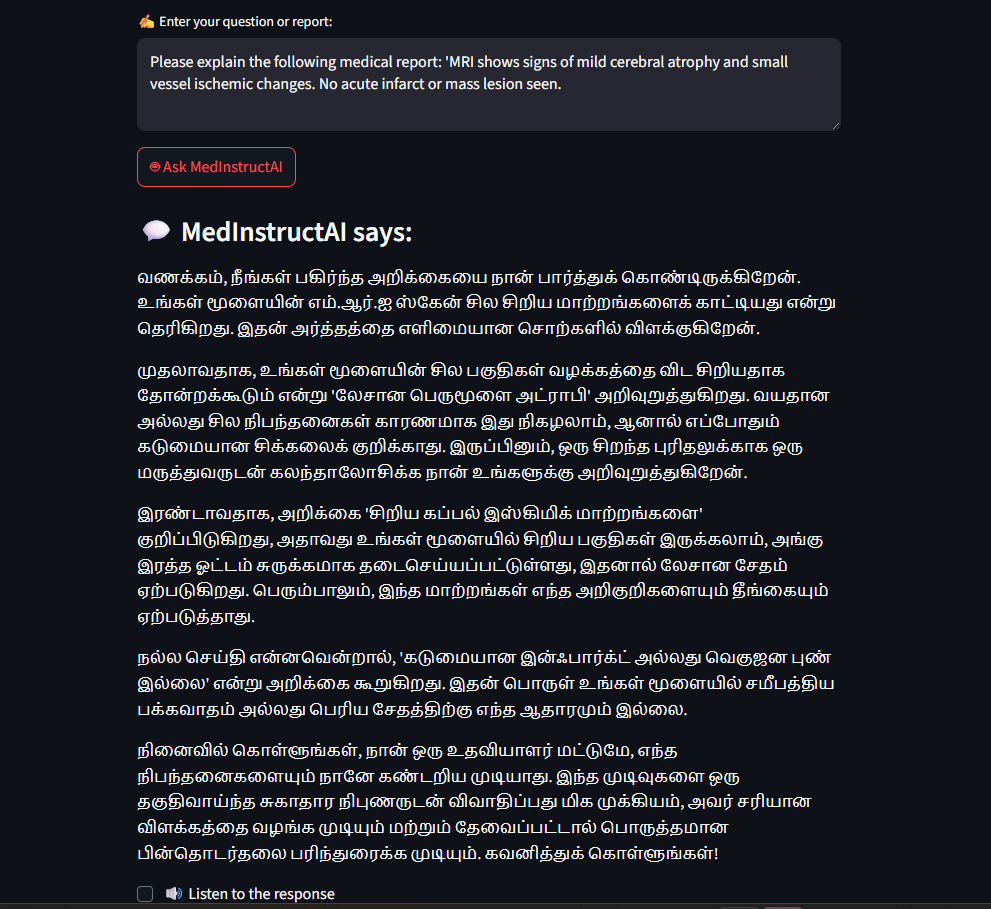 ✍️ Enter your question or report:
Please explain the following medical report: 'MRI shows signs of mild cerebral atrophy and small
vessel ischemic changes. No acute infarct or mass lesion seen.
Ask MedInstructAI
💬 MedInstructAI says:
வணக்கம், நீங்கள் பகிர்ந்த அறிக்கையை நான் பார்த்துக் கொண்டிருக்கிறேன்.
உங்கள் மூளையின் எம்.ஆர்.ஐ ஸ்கேன் சில சிறிய மாற்றங்களைக் காட்டியது என்று
தெரிகிறது. இதன் அர்த்தத்தை எளிமையான சொற்களில் விளக்குகிறேன்.
முதலாவதாக, உங்கள் மூளையின் சில பகுதிகள் வழக்கத்தை விட சிறியதாக
தோன்றக்கூடும் என்று 'லேசான பெருமூளை அட்ராபி' அறிவுறுத்துகிறது. வயதான
அல்லது சில நிபந்தனைகள் காரணமாக இது நிகழலாம், ஆனால் எப்போதும்
கடுமையான சிக்கலைக் குறிக்காது. இருப்பினும், ஒரு சிறந்த புரிதலுக்காக ஒரு
மருத்துவருடன் கலந்தாலோசிக்க நான் உங்களுக்கு அறிவுறுத்துகிறேன்.
இரண்டாவதாக, அறிக்கை 'சிறிய கப்பல் இஸ்கிமிக் மாற்றங்களை'
குறிப்பிடுகிறது, அதாவது உங்கள் மூளையில் சிறிய பகுதிகள் இருக்கலாம், அங்கு
இரத்த ஓட்டம் சுருக்கமாக தடைசெய்யப்பட்டுள்ளது, இதனால் லேசான சேதம்
ஏற்படுகிறது. பெரும்பாலும், இந்த மாற்றங்கள் எந்த அறிகுறிகளையும் தீங்கையும்
ஏற்படுத்தாது.
நல்ல செய்தி என்னவென்றால், 'கடுமையான இன்ஃபார்க்ட் அல்லது வெகுஜன புண்
இல்லை' என்று அறிக்கை கூறுகிறது. இதன் பொருள் உங்கள் மூளையில் சமீபத்திய
பக்கவாதம் அல்லது பெரிய சேதத்திற்கு எந்த ஆதாரமும் இல்லை.
நினைவில் கொள்ளுங்கள், நான் ஒரு உதவியாளர் மட்டுமே, எந்த
நிபந்தனைகளையும் நானே கண்டறிய முடியாது. இந்த முடிவுகளை ஒரு
தகுதிவாய்ந்த சுகாதார நிபுணருடன் விவாதிப்பது மிக முக்கியம், அவர் சரியான
விளக்கத்தை வழங்க முடியும் மற்றும் தேவைப்பட்டால் பொருத்தமான
பின்தொடர்தலை பரிந்துரைக்க முடியும். கவனித்துக் கொள்ளுங்கள்!
🔊 Listen to the response